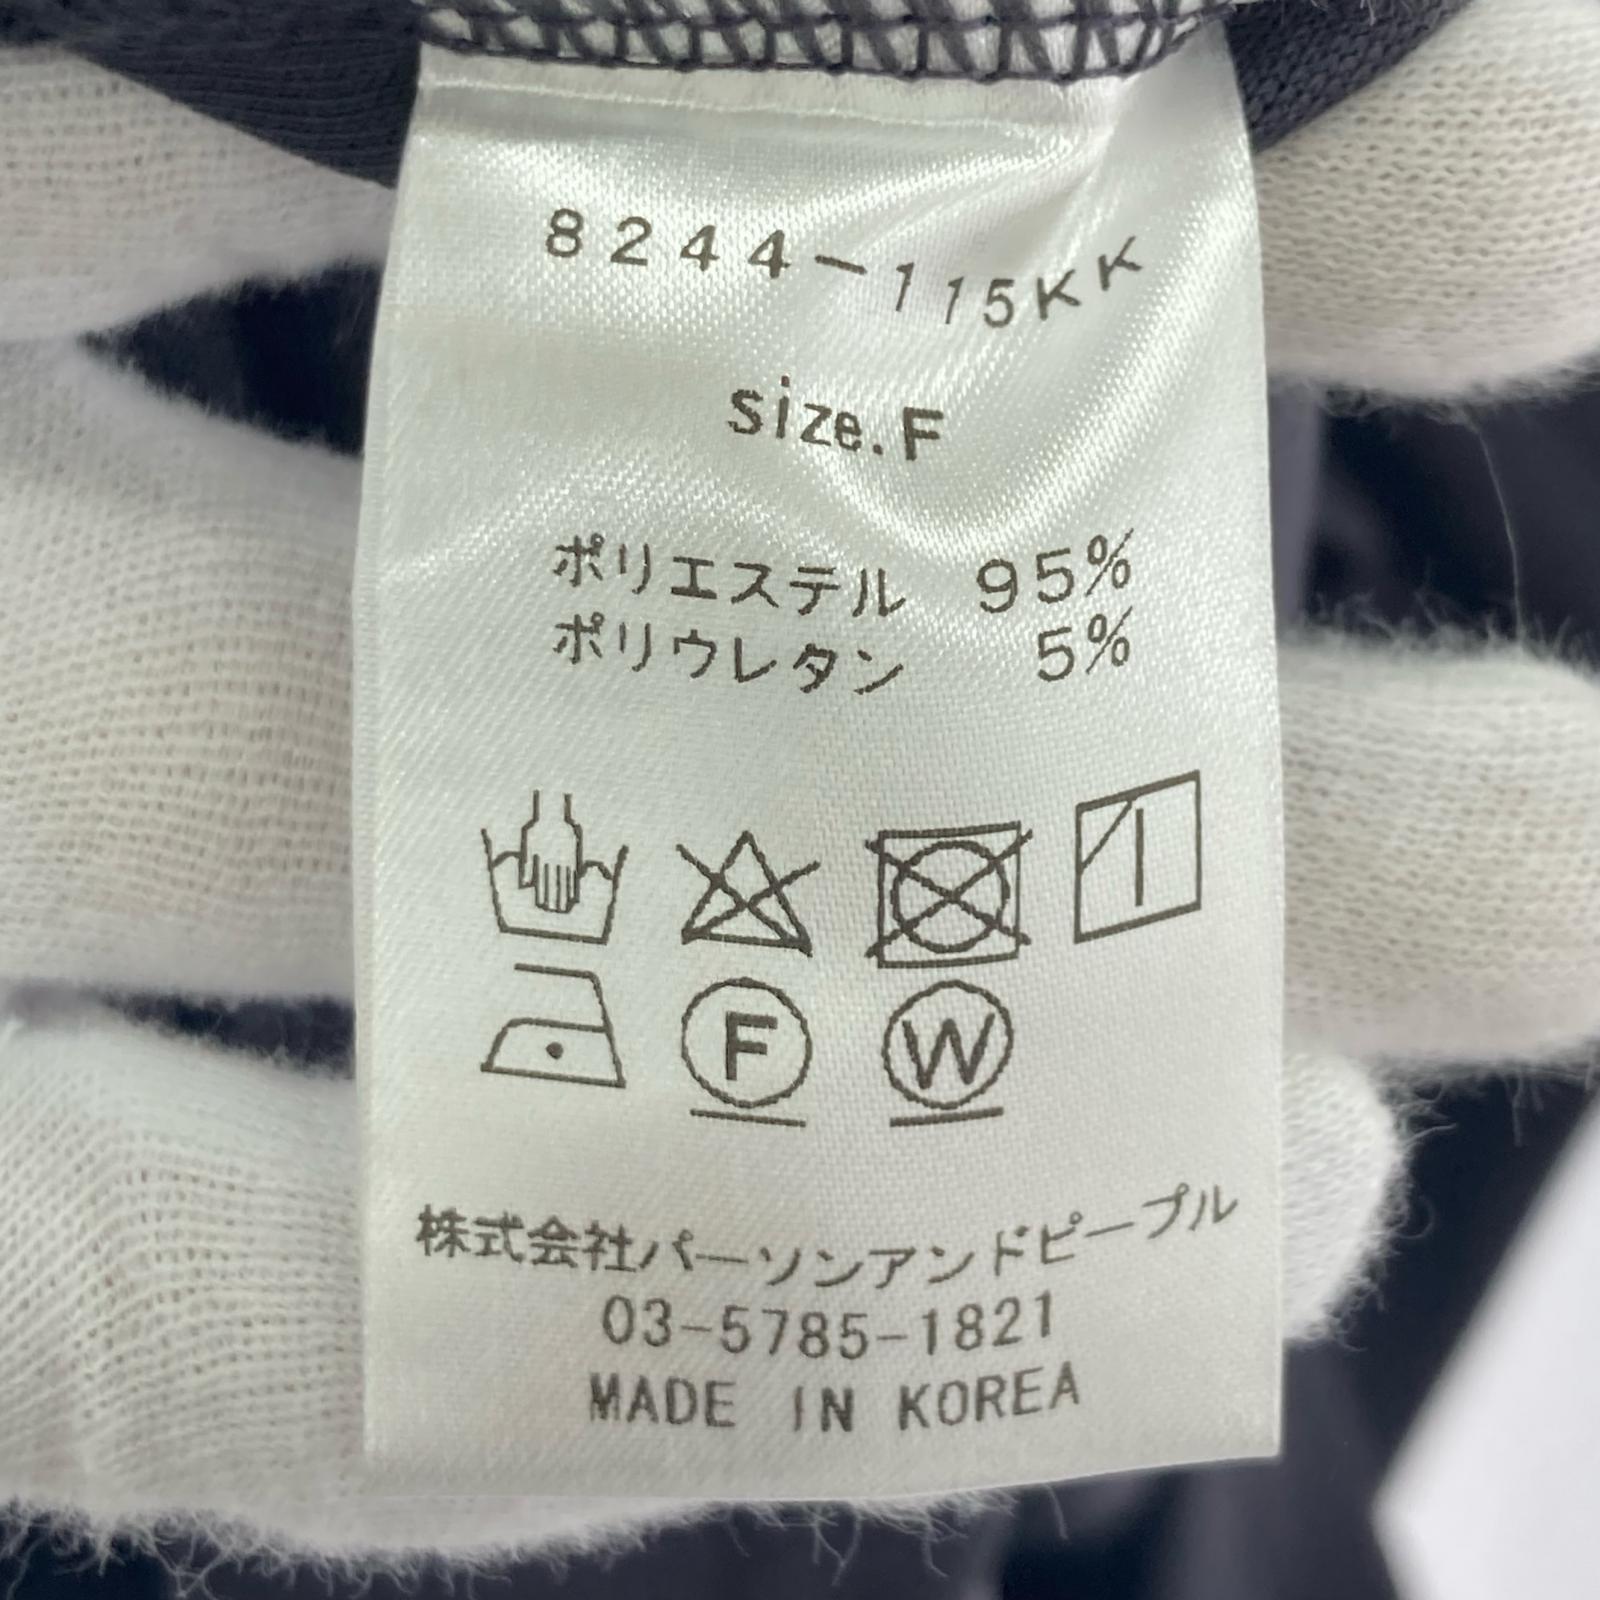 8244-115KK
size.F
ポリエステル 95%
ポリウレタン 5%
F W
株式会社パーソンアンドピープル
03-5785-1821
MADE IN KOREA